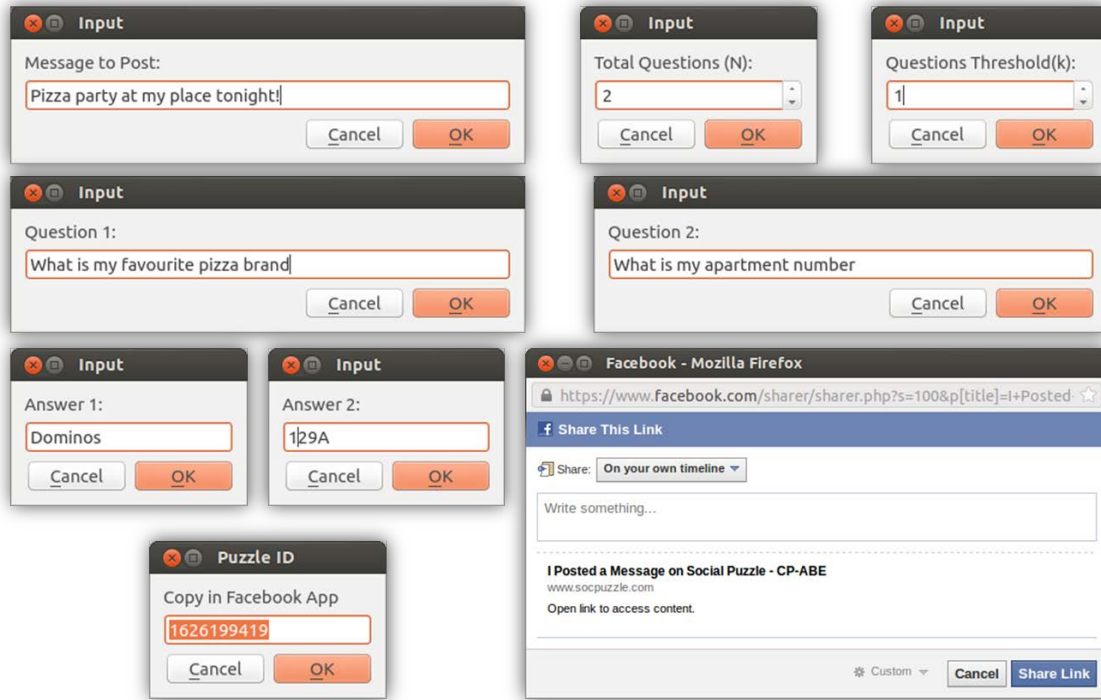 Input
Message to Post:
Pizza party at my place tonight!
Cancel OK
Input
Total Questions (N):
2
Cancel OK
Input
Questions Threshold(k):
1
Cancel OK
Input
Question 1:
What is my favourite pizza brand
Cancel OK
Input
Question 2:
What is my apartment number
Cancel OK
Input
Answer 1:
Dominos
Cancel OK
Input
Answer 2:
129A
Cancel OK
Facebook - Mozilla Firefox
https://www.facebook.com/sharer/sharer.php?s=100&p[title]=I+Posted
f Share This Link
Share: On your own timeline
Write something...
I Posted a Message on Social Puzzle - CP-ABE
www.socpuzzle.com
Open link to access content.
Custom Cancel Share Link
Puzzle ID
Copy in Facebook App
1626199419
Cancel OK